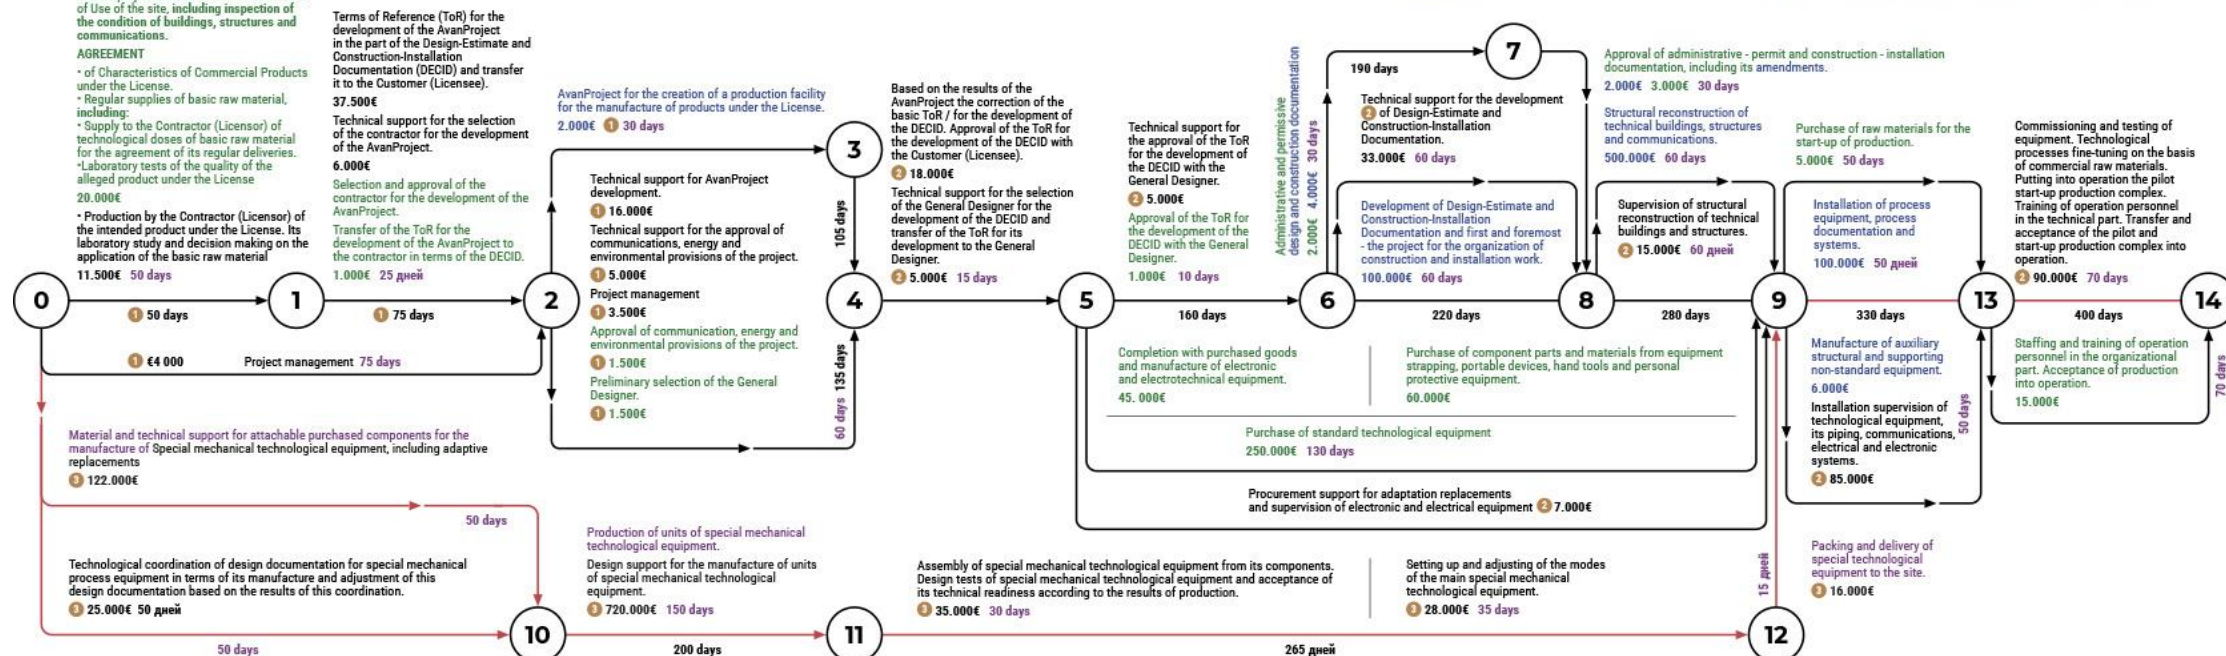 of Use of the site, including inspection of
the condition of buildings, structures and
communications.
AGREEMENT
• of Characteristics of Commercial Products
under the License.
• Regular supplies of basic raw material,
including:
• Supply to the Contractor (Licensor) of
technological doses of basic raw material
for the agreement of its regular deliveries.
•Laboratory tests of the quality of the
alleged product under the License
20.000€
• Production by the Contractor (Licensor) of
the intended product under the License. Its
laboratory study and decision making on the
application of the basic raw material
11.500€ 50 days
0
1 50 days
1
Terms of Reference (ToR) for the
development of the AvanProject
in the part of the Design-Estimate and
Construction-Installation
Documentation (DECID) and transfer
it to the Customer (Licensee).
37.500€
Technical support for the selection
of the contractor for the development
of the AvanProject.
6.000€
Selection and approval of the
contractor for the development of the
AvanProject.
Transfer of the ToR for the
development of the AvanProject to
the contractor in terms of the DECID.
1.000€ 25 дней
1 75 days
2
1 €4 000 Project management 75 days
AvanProject for the creation of a production facility
for the manufacture of products under the License.
2.000€ 1 30 days
3
105 days
Technical support for AvanProject
development.
1 16.000€
Technical support for the approval of
communications, energy and
environmental provisions of the project.
1 5.000€
Project management
1 3.500€
Approval of communication, energy and
environmental provisions of the project.
1 1.500€
Preliminary selection of the General
Designer.
1 1.500€
60 days 135 days
4
Based on the results of the
AvanProject the correction of the
basic ToR / for the development of
the DECID. Approval of the ToR for
the development of the DECID with
the Customer (Licensee).
2 18.000€
Technical support for the selection
of the General Designer for the
development of the DECID and
transfer of the ToR for its
development to the General
Designer.
2 5.000€ 15 days
5
Technical support for
the approval of the ToR
for the development of
the DECID with the
General Designer.
2 5.000€
Approval of the ToR for
the development of the
DECID with the General
Designer.
1.000€ 10 days
160 days
6
Administrative and permissive
design and construction documentation
2.000€ 4.000€ 30 days
190 days
7
Technical support for the development
2 of Design-Estimate and
Construction-Installation
Documentation.
33.000€ 60 days
Development of Design-Estimate and
Construction-Installation
Documentation and first and foremost
- the project for the organization of
construction and installation work.
100.000€ 60 days
220 days
8
Approval of administrative - permit and construction - installation
documentation, including its amendments.
2.000€ 3.000€ 30 days
Structural reconstruction of
technical buildings, structures
and communications.
500.000€ 60 days
Supervision of structural
reconstruction of technical
buildings and structures.
2 15.000€ 60 дней
280 days
9
Purchase of raw materials for the
start-up of production.
5.000€ 50 days
Installation of process
equipment, process
documentation and
systems.
100.000€ 50 дней
330 days
13
Manufacture of auxiliary
structural and supporting
non-standard equipment.
6.000€
Installation supervision of
technological equipment,
its piping, communications,
electrical and electronic
systems.
2 85.000€
50 days
Commissioning and testing of
equipment. Technological
processes fine-tuning on the basis
of commercial raw materials.
Putting into operation the pilot
start-up production complex.
Training of operation personnel
in the technical part. Transfer and
acceptance of the pilot and
start-up production complex into
operation.
2 90.000€ 70 days
400 days
14
Staffing and training of operation
personnel in the organizational
part. Acceptance of production
into operation.
15.000€
70 days
Completion with purchased goods
and manufacture of electronic
and electrotechnical equipment.
45. 000€
Purchase of component parts and materials from equipment
strapping, portable devices, hand tools and personal
protective equipment.
60.000€
Purchase of standard technological equipment
250.000€ 130 days
Procurement support for adaptation replacements
and supervision of electronic and electrical equipment 2 7.000€
Material and technical support for attachable purchased components for the
manufacture of Special mechanical technological equipment, including adaptive
replacements
3 122.000€
50 days
Technological coordination of design documentation for special mechanical
process equipment in terms of its manufacture and adjustment of this
design documentation based on the results of this coordination.
3 25.000€ 50 дней
50 days
10
Production of units of special mechanical
technological equipment.
Design support for the manufacture of units
of special mechanical technological
equipment.
3 720.000€ 150 days
200 days
11
Assembly of special mechanical technological equipment from its components.
Design tests of special mechanical technological equipment and acceptance of
its technical readiness according to the results of production.
3 35.000€ 30 days
Setting up and adjusting of the modes
of the main special mechanical
technological equipment.
3 28.000€ 35 days
265 дней
12
15 дней
Packing and delivery of
special technological
equipment to the site.
3 16.000€